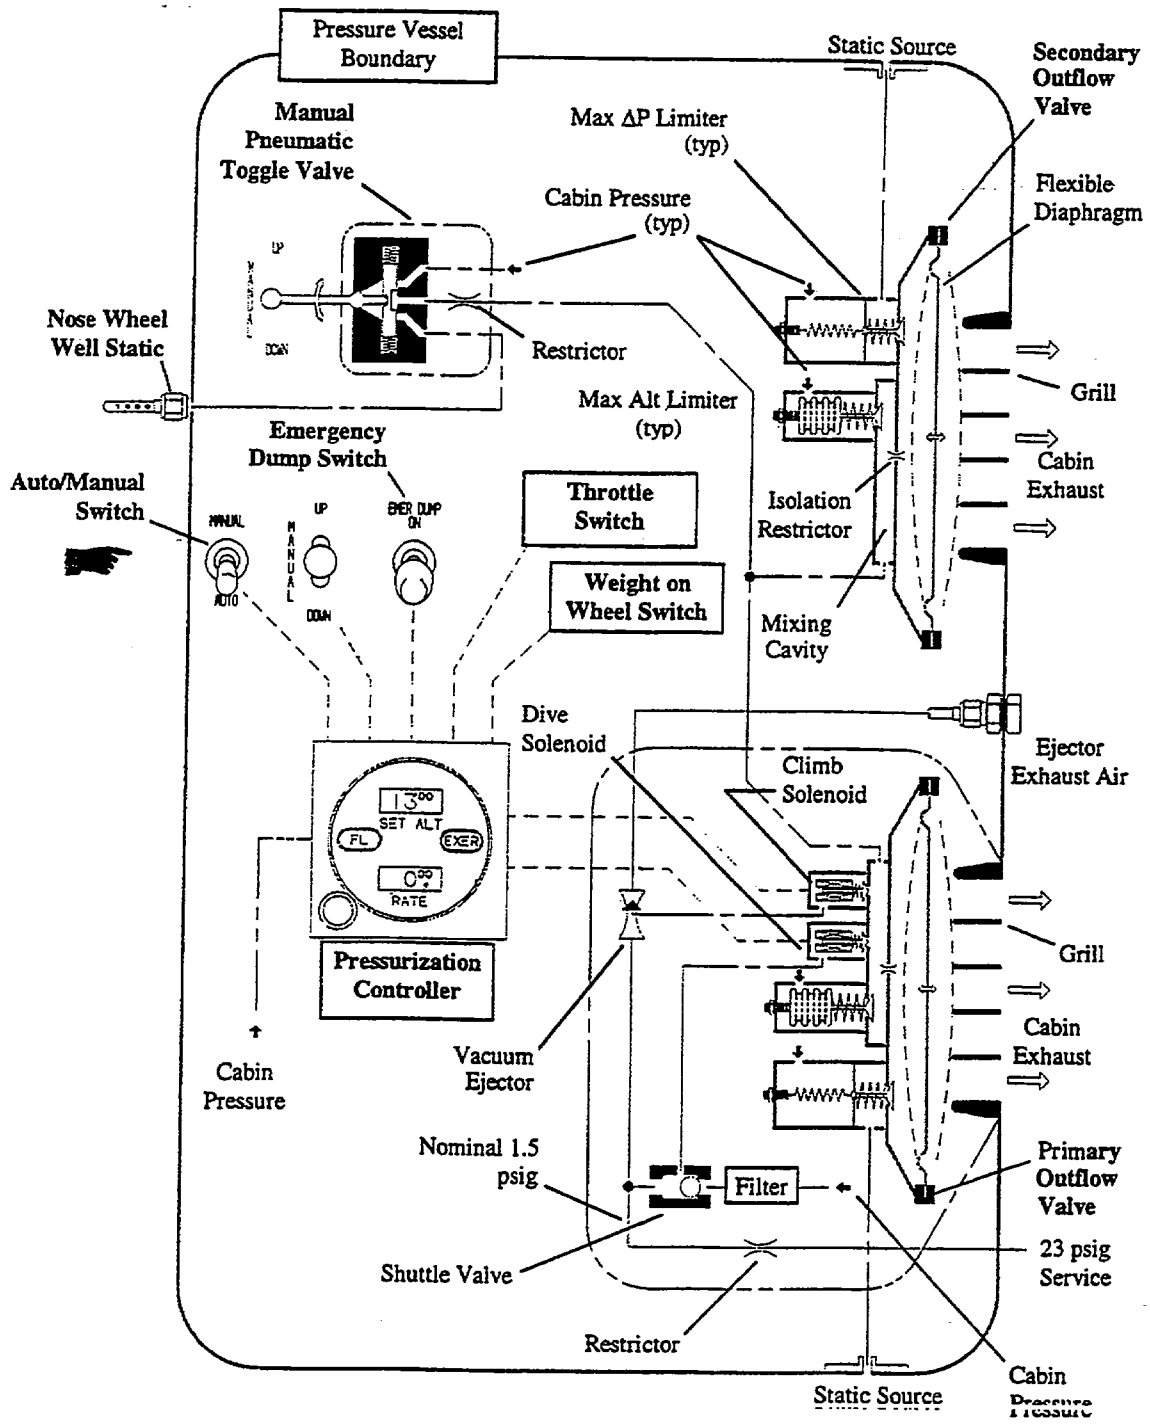 Pressure Vessel
Boundary
Static Source
Secondary
Outflow
Valve
Manual
Pneumatic
Toggle Valve
Max ΔP Limiter
(typ)
Cabin Pressure
(typ)
Flexible
Diaphragm
UP
MANUAL
DOWN
Nose Wheel
Well Static
Restrictor
Max Alt Limiter
(typ)
Grill
Emergency
Dump Switch
Auto/Manual
Switch
Throttle
Switch
Cabin
Exhaust
Isolation
Restrictor
MANUAL
AUTO
UP
MANUAL
DOWN
EMER DUMP
ON
Weight on
Wheel Switch
Mixing
Cavity
Dive
Solenoid
Climb
Solenoid
Ejector
Exhaust Air
1300
SET ALT
FL
EXER
RATE
Pressurization
Controller
Grill
Cabin
Exhaust
Vacuum
Ejector
Cabin
Pressure
Nominal 1.5
psig
Filter
Primary
Outflow
Valve
Shuttle Valve
23 psig
Service
Restrictor
Cabin
Pressure
Static Source